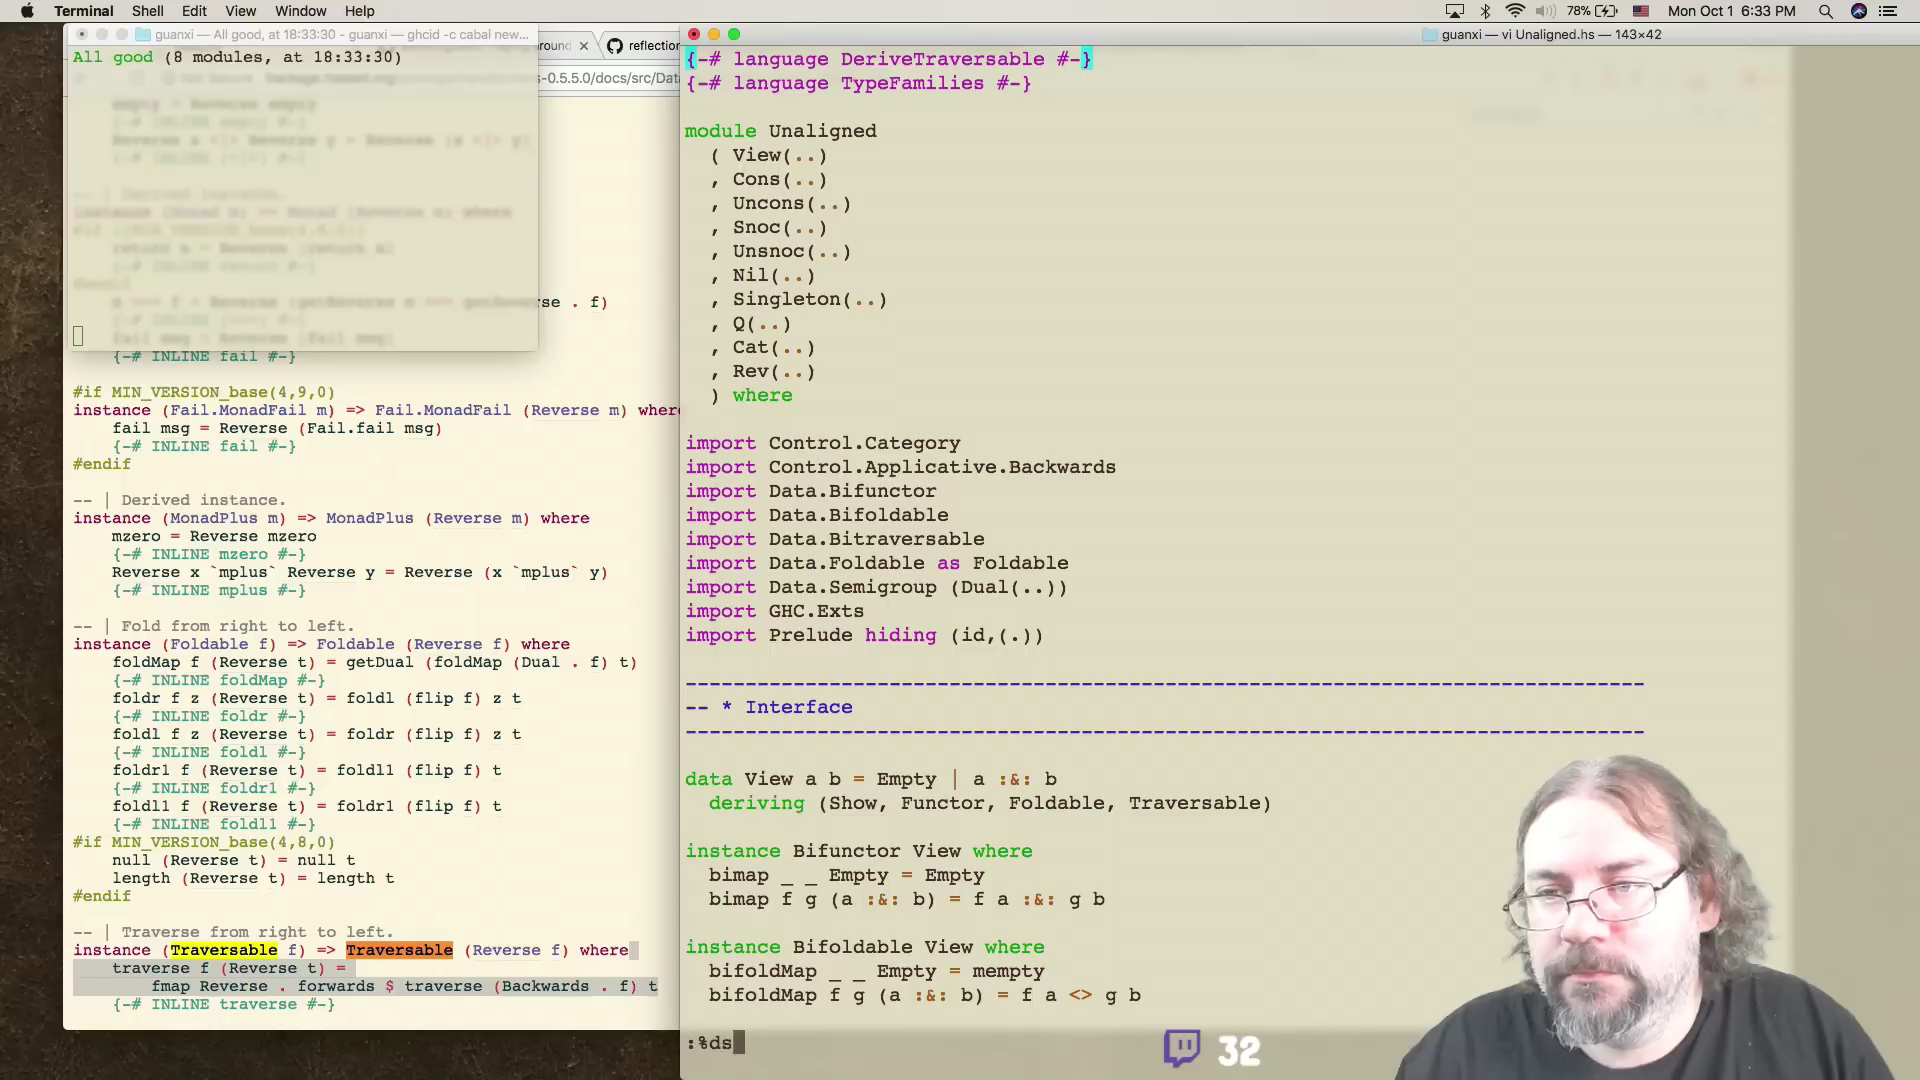 Terminal Shell Edit View Window Help
78% Mon Oct 1 6:33 PM
guanxi — All good, at 18:33:30 - guanxi — ghcid -c cabal new...
All good (8 modules, at 18:33:30)
reflection
-0.5.5.0/docs/src/Dat
rse . f)
{-# INLINE fail #-}
#if MIN_VERSION_base(4,9,0)
instance (Fail.MonadFail m) => Fail.MonadFail (Reverse m) where
fail msg = Reverse (Fail.fail msg)
{-# INLINE fail #-}
#endif
-- | Derived instance.
instance (MonadPlus m) => MonadPlus (Reverse m) where
mzero = Reverse mzero
{-# INLINE mzero #-}
Reverse x `mplus` Reverse y = Reverse (x `mplus` y)
{-# INLINE mplus #-}
-- | Fold from right to left.
instance (Foldable f) => Foldable (Reverse f) where
foldMap f (Reverse t) = getDual (foldMap (Dual . f) t)
{-# INLINE foldMap #-}
foldr f z (Reverse t) = foldl (flip f) z t
{-# INLINE foldr #-}
foldl f z (Reverse t) = foldr (flip f) z t
{-# INLINE foldl #-}
foldr1 f (Reverse t) = foldl1 (flip f) t
{-# INLINE foldr1 #-}
foldl1 f (Reverse t) = foldr1 (flip f) t
{-# INLINE foldl1 #-}
#if MIN_VERSION_base(4,8,0)
null (Reverse t) = null t
length (Reverse t) = length t
#endif
-- | Traverse from right to left.
instance (Traversable f) => Traversable (Reverse f) where
traverse f (Reverse t) =
fmap Reverse . forwards $ traverse (Backwards . f) t
{-# INLINE traverse #-}
guanxi — vi Unaligned.hs — 143×42
{-# language DeriveTraversable #-}
{-# language TypeFamilies #-}
module Unaligned
( View(..)
, Cons(..)
, Uncons(..)
, Snoc(..)
, Unsnoc(..)
, Nil(..)
, Singleton(..)
, Q(..)
, Cat(..)
, Rev(..)
) where
import Control.Category
import Control.Applicative.Backwards
import Data.Bifunctor
import Data.Bifoldable
import Data.Bitraversable
import Data.Foldable as Foldable
import Data.Semigroup (Dual(..))
import GHC.Exts
import Prelude hiding (id,(.))
--------------------------------------------------------------------------------
-- * Interface
--------------------------------------------------------------------------------
data View a b = Empty | a :&: b
deriving (Show, Functor, Foldable, Traversable)
instance Bifunctor View where
bimap _ _ Empty = Empty
bimap f g (a :&: b) = f a :&: g b
instance Bifoldable View where
bifoldMap _ _ Empty = mempty
bifoldMap f g (a :&: b) = f a <> g b
:%ds
32